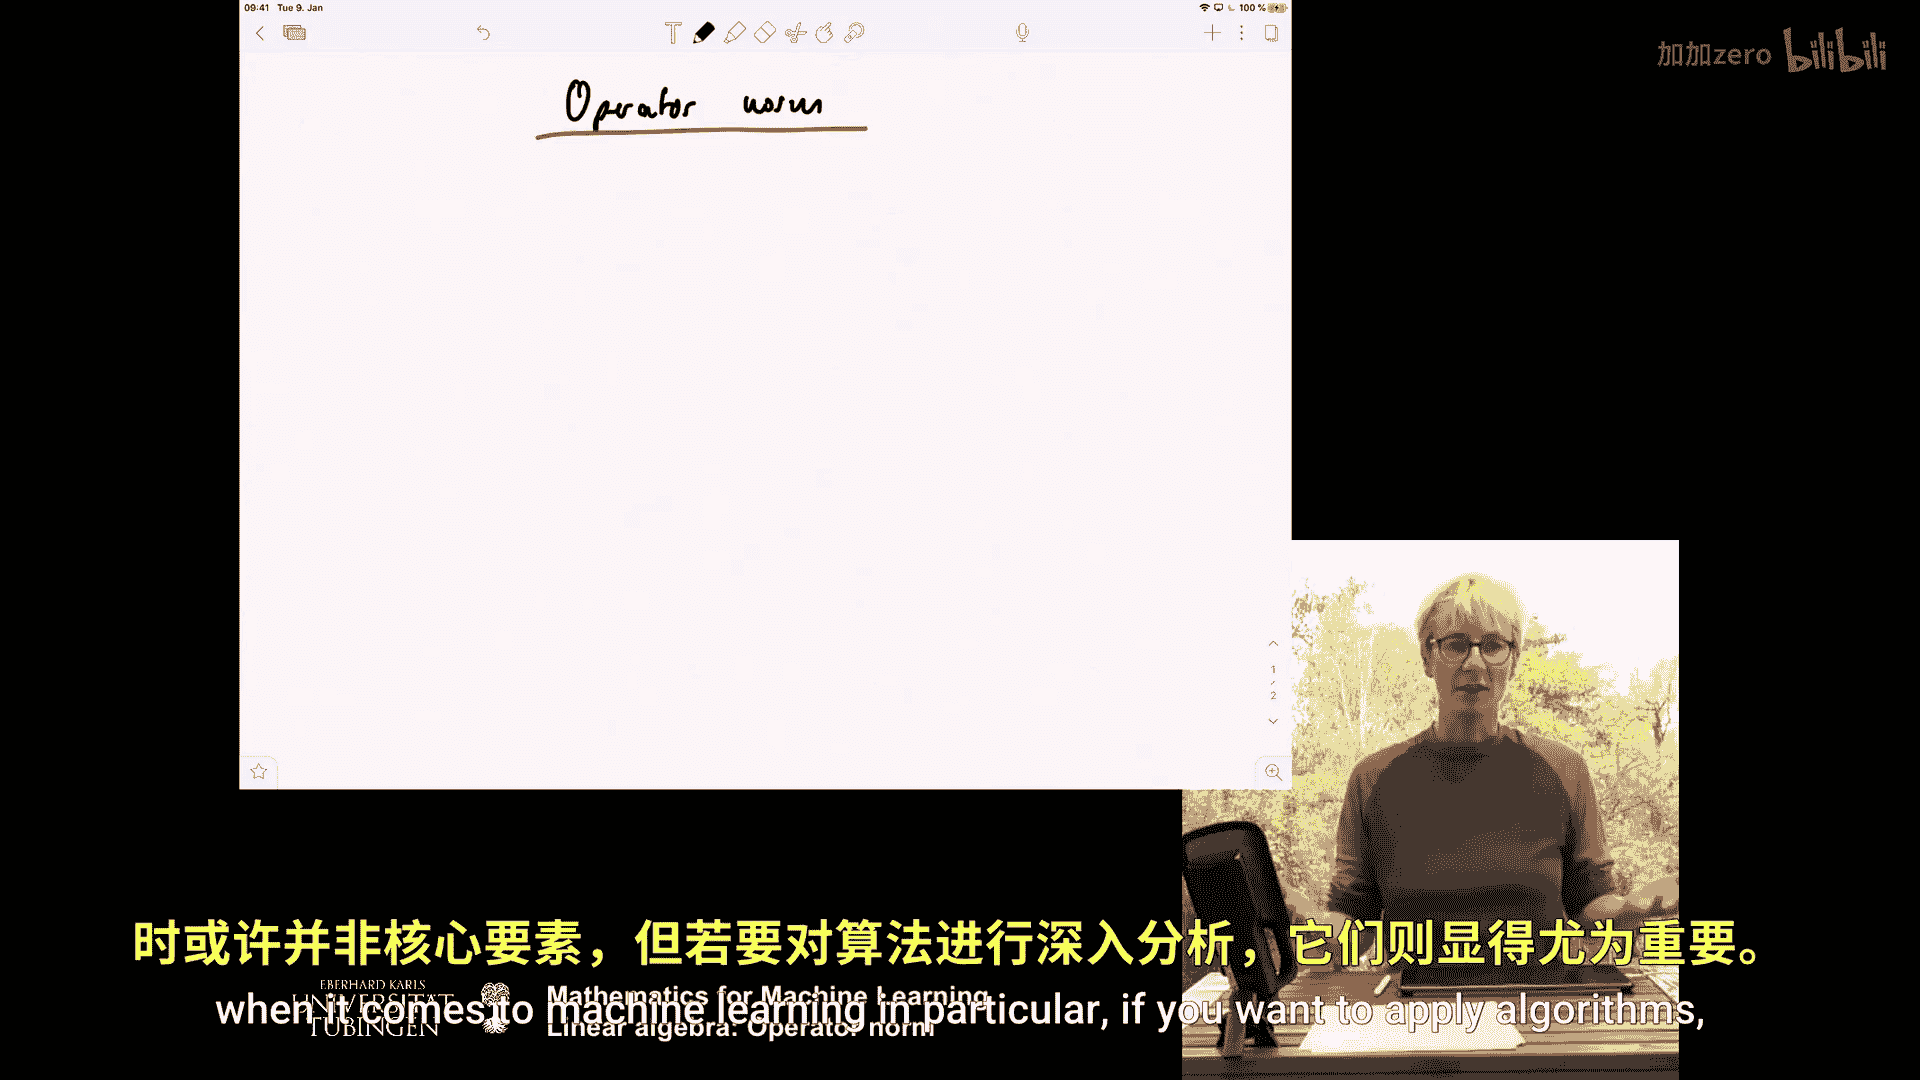 09:41 Tue 9. Jan
100 %
加加zero bilibili
Operator norm
1
2
时或许并非核心要素，但若要对算法进行深入分析，它们则显得尤为重要。
when it comes to machine learning in particular, if you want to apply algorithms,
EBERHARD KARLS
UNIVERSITÄT
TÜBINGEN
Mathematics for Machine Learning
Linear algebra: Operator norm